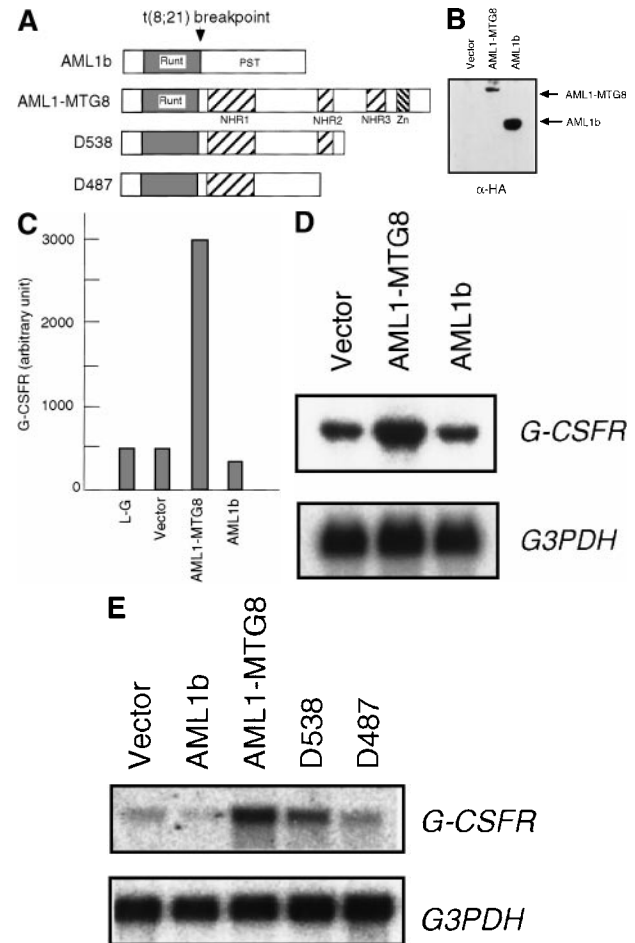 A
t(8;21) breakpoint
AML1b
Runt
PST
AML1-MTG8
Runt
NHR1
NHR2
NHR3
Zn
D538
D487
B
Vector
AML1-MTG8
AML1b
AML1-MTG8
AML1b
α-HA
C
G-CSFR (arbitrary unit)
3000
2000
1000
0
L-G
Vector
AML1-MTG8
AML1b
D
Vector
AML1-MTG8
AML1b
G-CSFR
G3PDH
E
Vector
AML1b
AML1-MTG8
D538
D487
G-CSFR
G3PDH